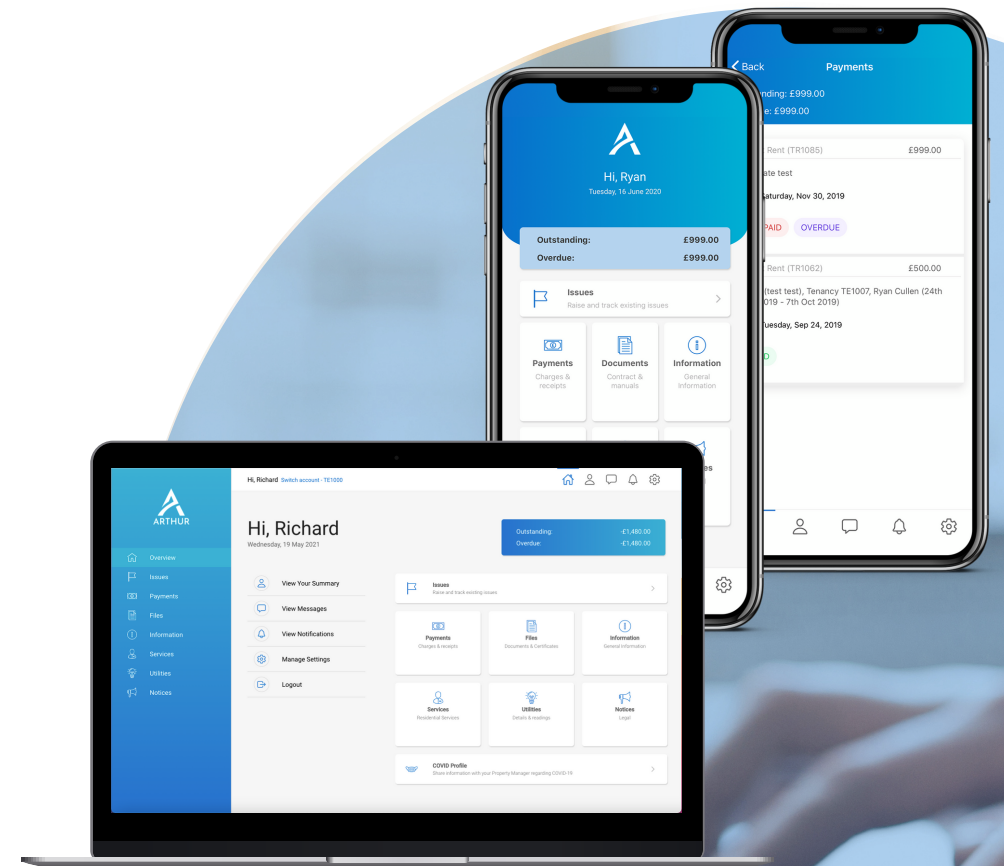 Back
Payments
nding: £999.00
e: £999.00
Rent (TR1085) £999.00
ate test
aturday, Nov 30, 2019
PAID OVERDUE
Rent (TR1062) £500.00
(test test), Tenancy TE1007, Ryan Cullen (24th
019 - 7th Oct 2019)
uesday, Sep 24, 2019
D
Hi, Ryan
Tuesday, 16 June 2020
Outstanding: £999.00
Overdue: £999.00
Issues
Raise and track existing issues
Payments
Charges &
receipts
Documents
Contract &
manuals
Information
General
Information
es
ARTHUR
Overview
Issues
Payments
Files
Information
Services
Utilities
Notices
Hi, Richard Switch account - TE1000
Hi, Richard
Wednesday, 19 May 2021
Outstanding: -£1,480.00
Overdue: -£1,480.00
View Your Summary
View Messages
View Notifications
Manage Settings
Logout
Issues
Raise and track existing issues
Payments
Charges & receipts
Files
Documents & Certificates
Information
General Information
Services
Residential Services
Utilities
Details & readings
Notices
Legal
COVID Profile
Share information with your Property Manager regarding COVID-19